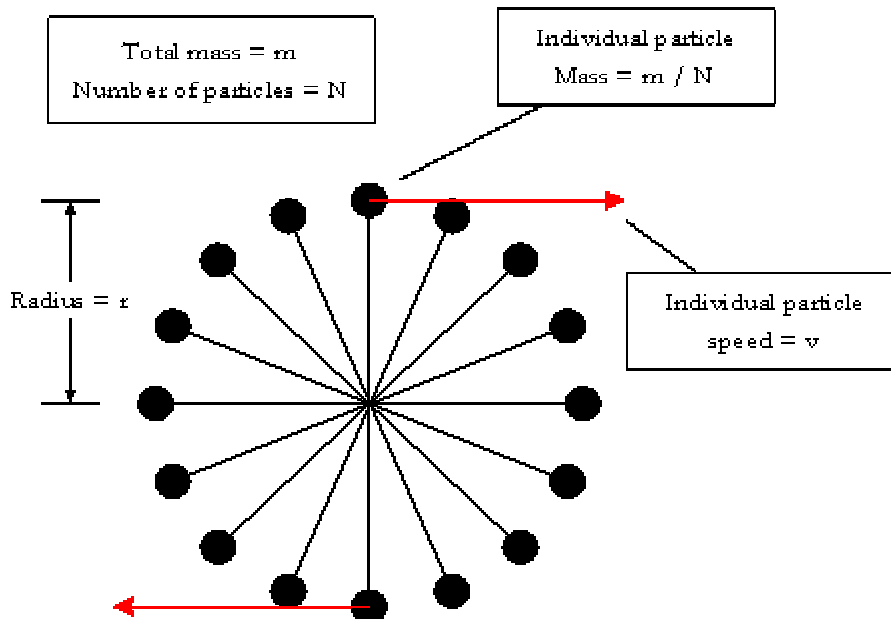 Total mass = m
Number of particles = N
Individual particle
Mass = m / N
Radius = r
Individual particle
speed = v